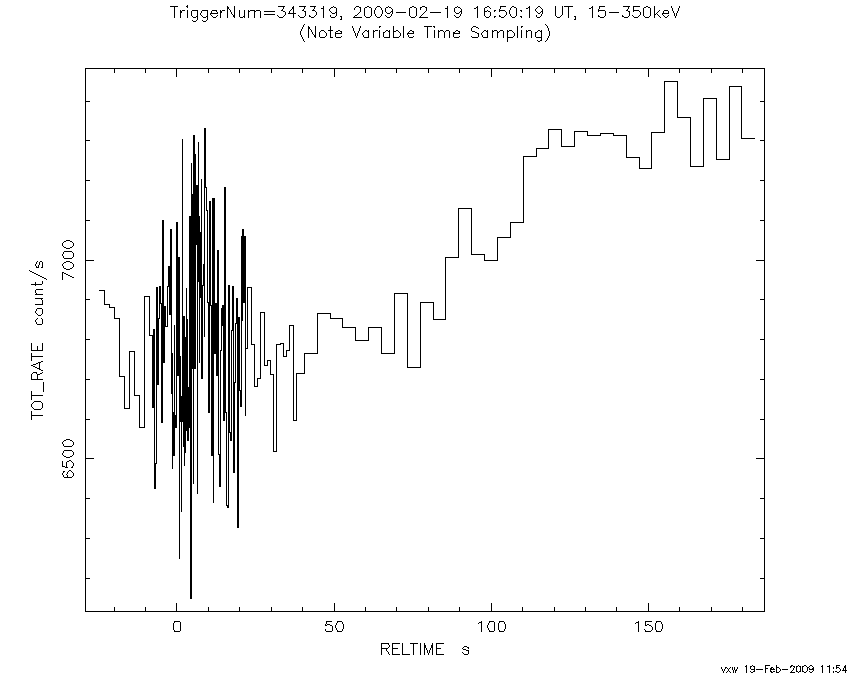 TriggerNum=343319, 2009-02-19 16:50:19 UT, 15-350keV
(Note Variable Time Sampling)
TOT_RATE count/s
7000
6500
0 50 100 150
RELTIME s
vxw 19-Feb-2009 11:54